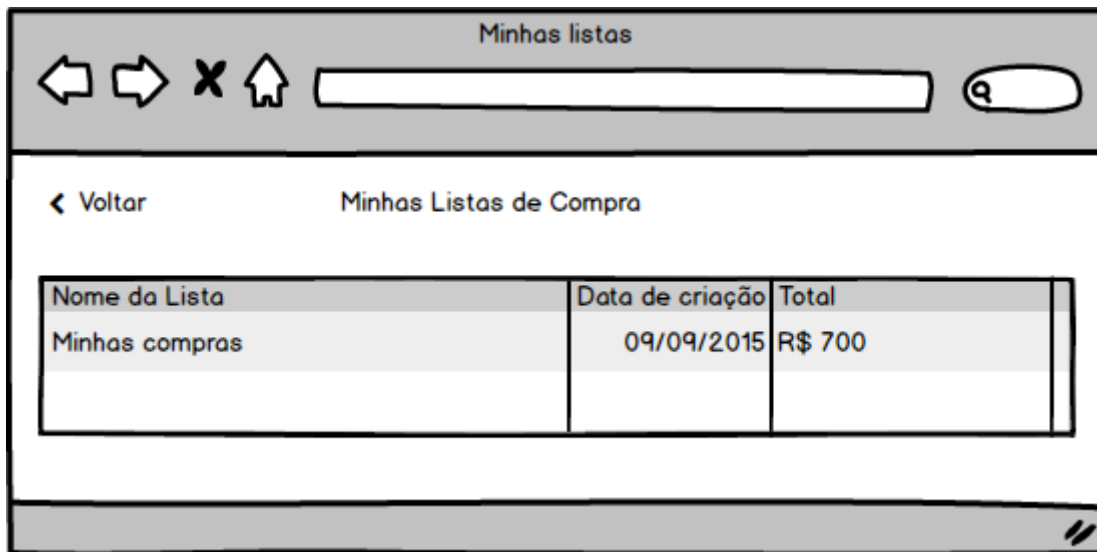 Minhas listas
Voltar
Minhas Listas de Compra
Nome da Lista Data de criação Total
Minhas compras 09/09/2015 R$ 700